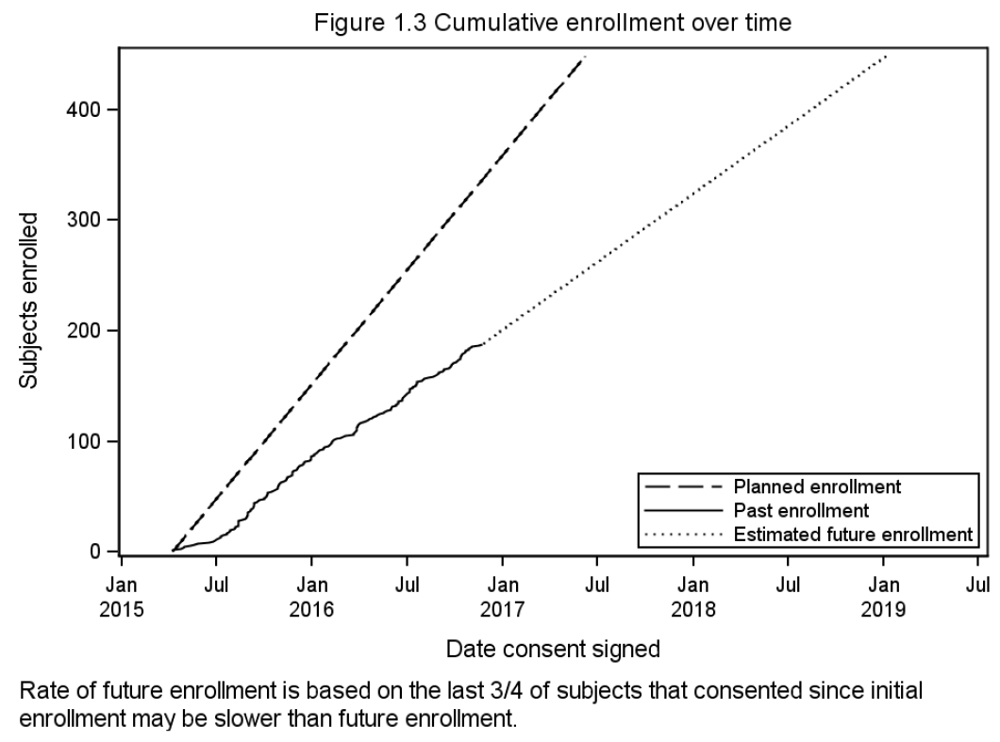 Figure 1.3 Cumulative enrollment over time
Subjects enrolled
400
300
200
100
0
Planned enrollment
Past enrollment
Estimated future enrollment
Jan Jul Jan Jul Jan Jul Jan Jul Jan Jul
2015 2016 2017 2018 2019
Date consent signed
Rate of future enrollment is based on the last 3/4 of subjects that consented since initial
enrollment may be slower than future enrollment.